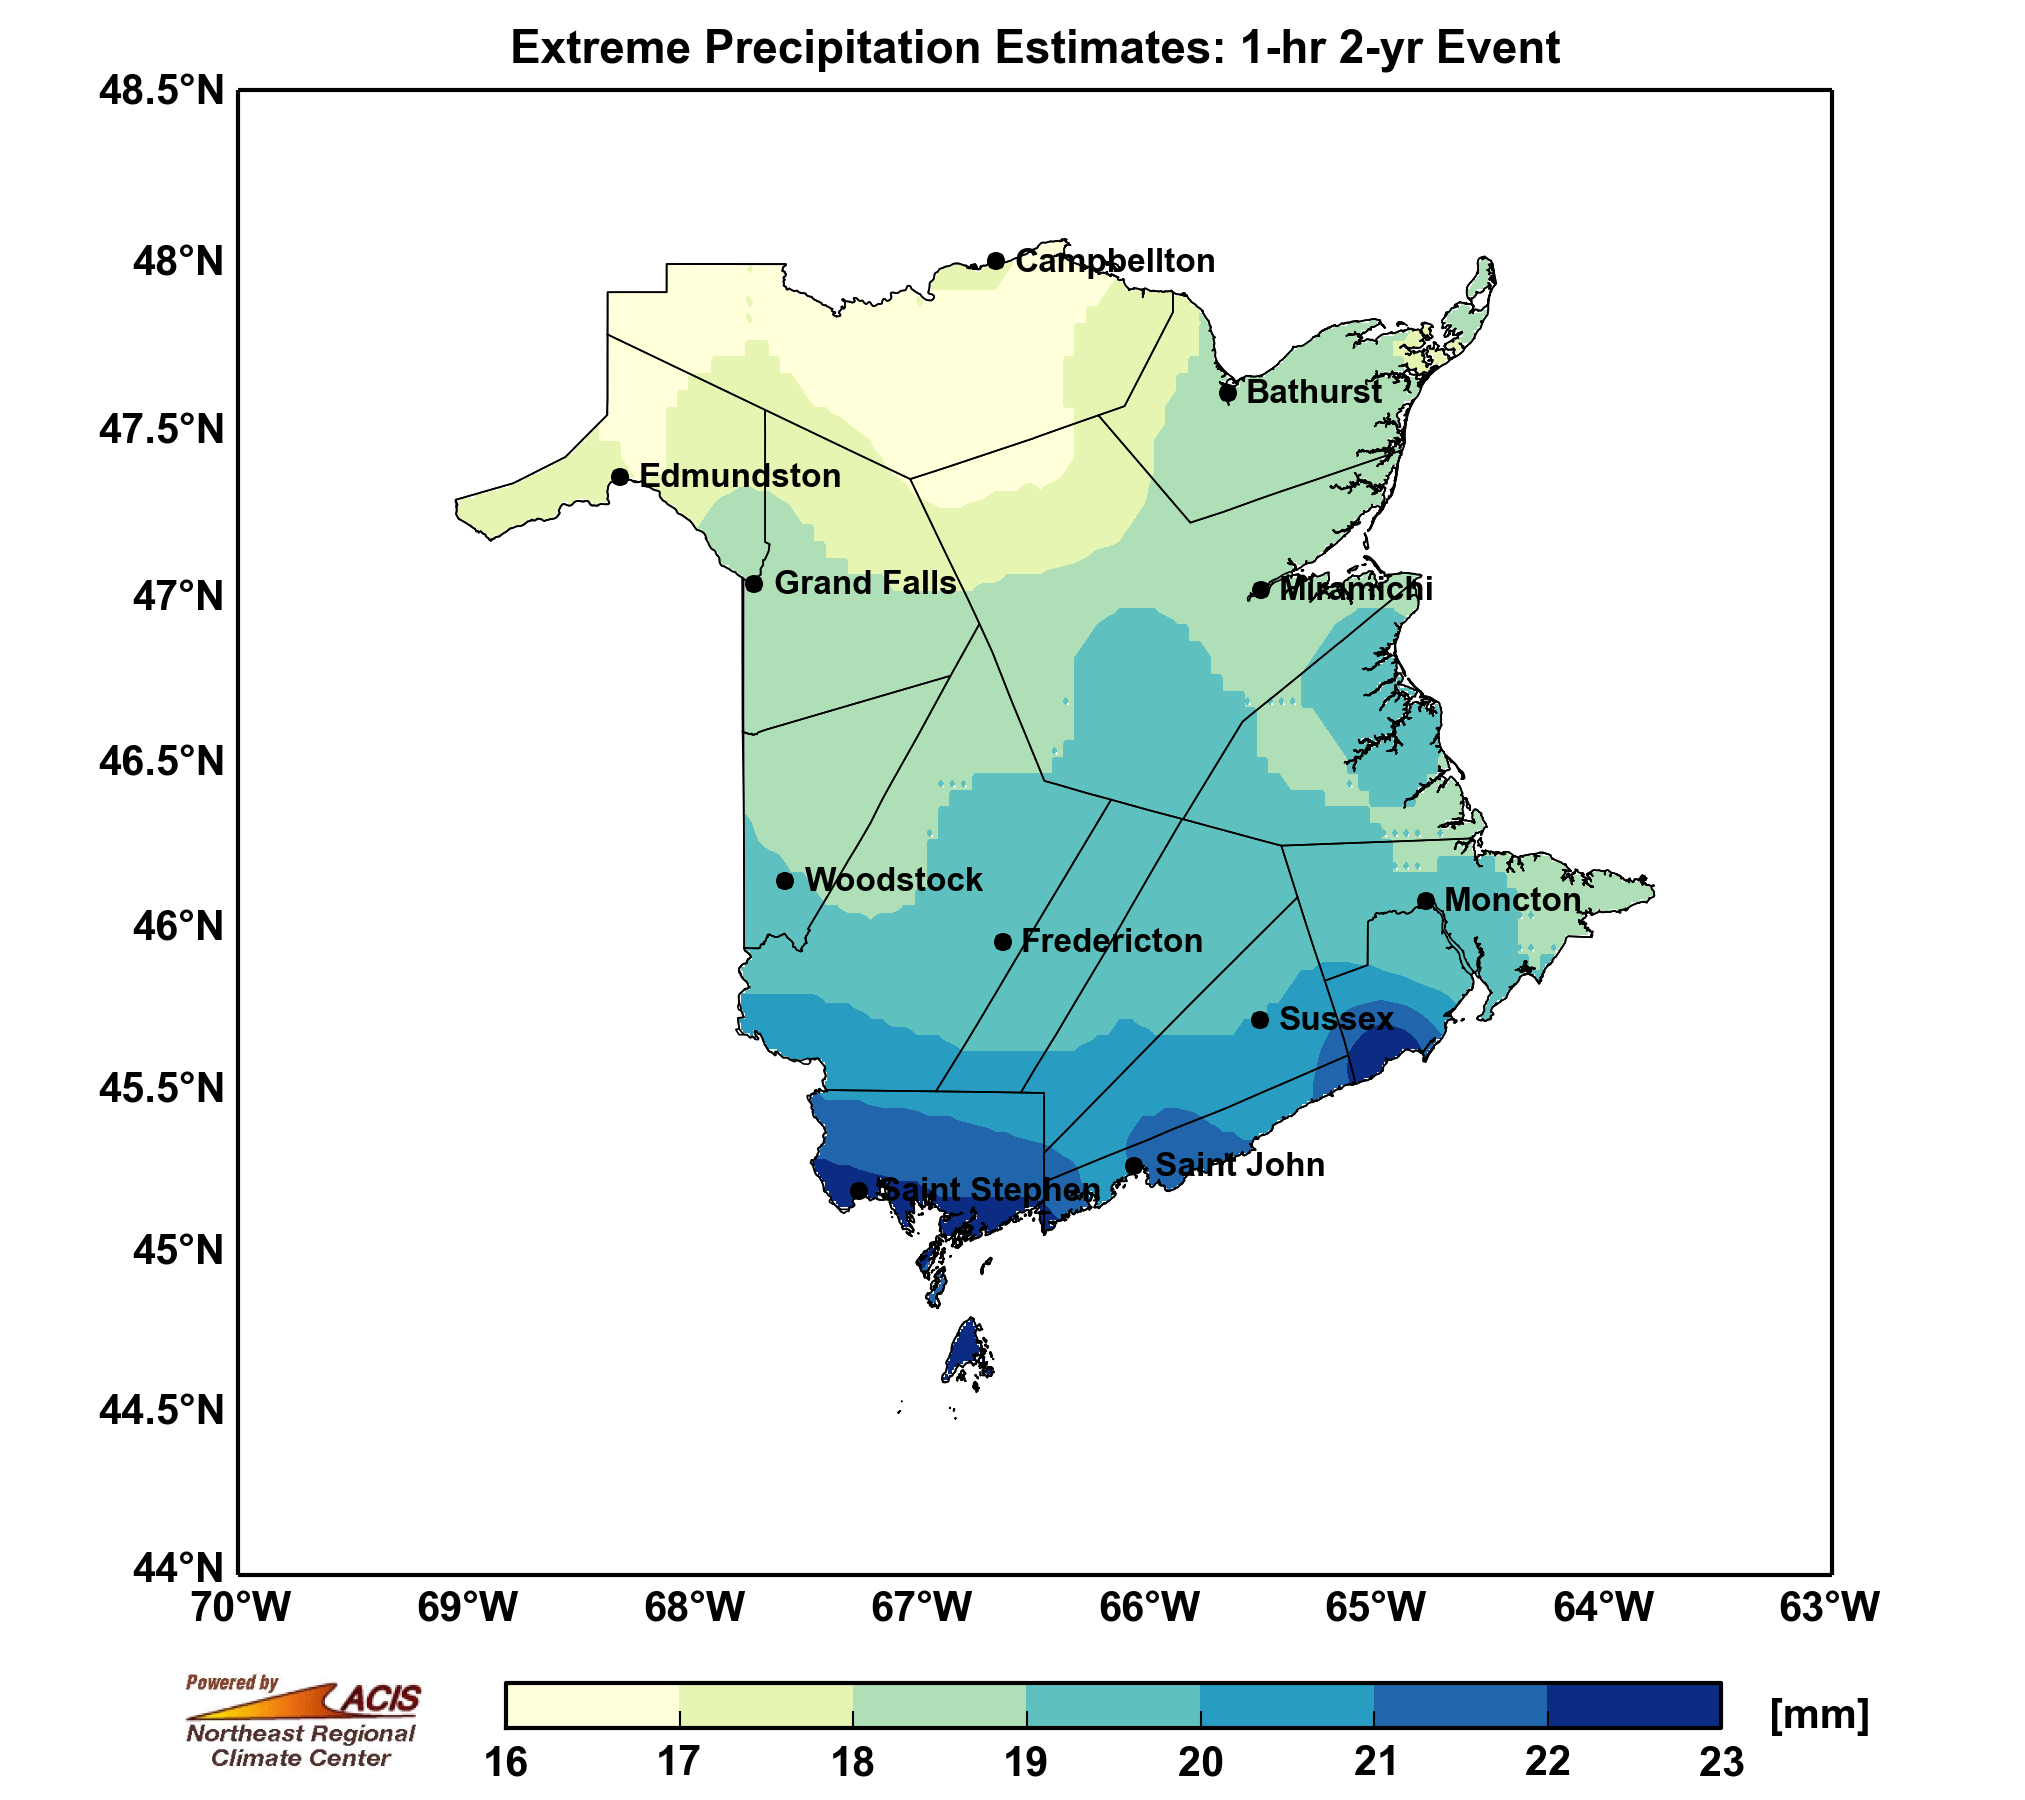 Extreme Precipitation Estimates: 1-hr 2-yr Event
48.5°N
48°N
47.5°N
47°N
46.5°N
46°N
45.5°N
45°N
44.5°N
44°N
Campbellton
Bathurst
Edmundston
Grand Falls
Miramichi
Woodstock
Moncton
Fredericton
Sussex
Saint John
Saint Stephen
70°W 69°W 68°W 67°W 66°W 65°W 64°W 63°W
Powered by
ACIS
Northeast Regional
Climate Center
[mm]
16 17 18 19 20 21 22 23